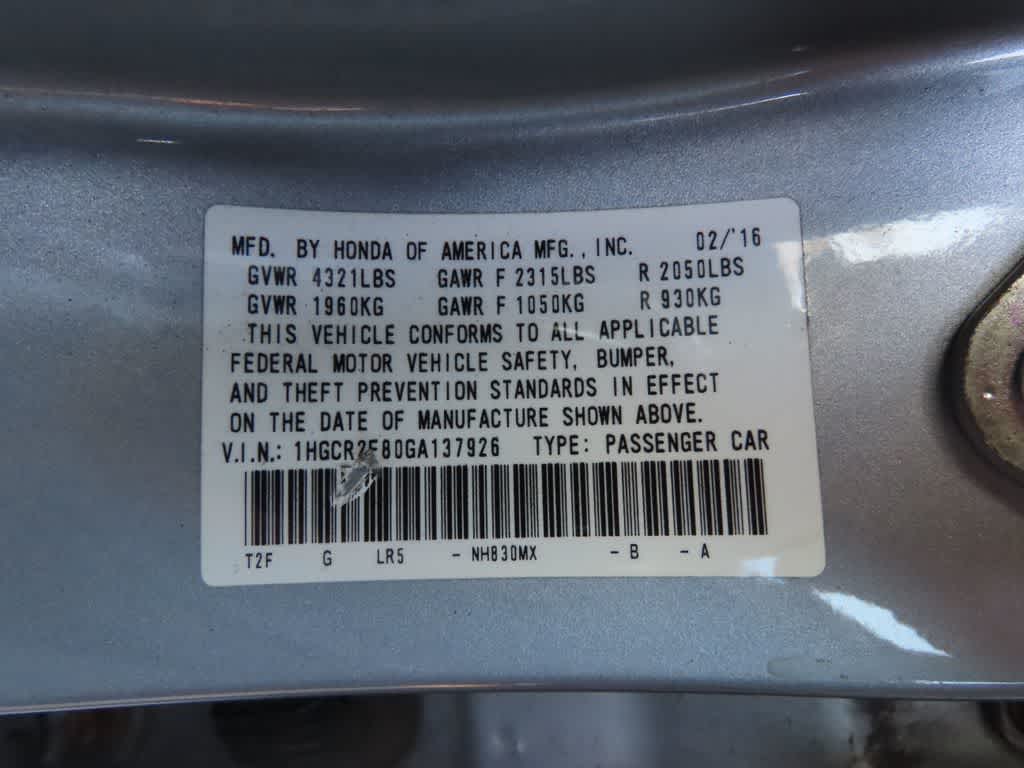 MFD. BY HONDA OF AMERICA MFG., INC. 02/'16
GVWR 4321LBS GAWR F 2315LBS R 2050LBS
GVWR 1960KG GAWR F 1050KG R 930KG
THIS VEHICLE CONFORMS TO ALL APPLICABLE
FEDERAL MOTOR VEHICLE SAFETY, BUMPER,
AND THEFT PREVENTION STANDARDS IN EFFECT
ON THE DATE OF MANUFACTURE SHOWN ABOVE.
V.I.N.: 1HGCR2F80GA137926 TYPE: PASSENGER CAR
T2F G LR5 - NH830MX - B - A